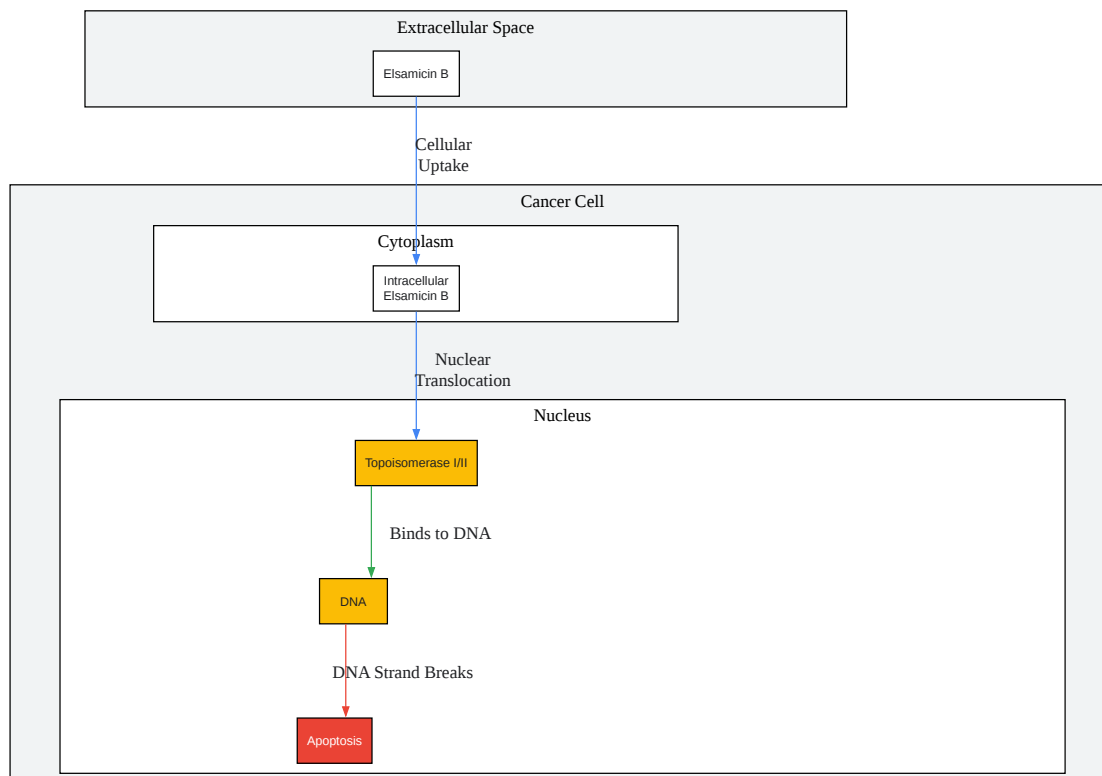 Extracellular Space
Elsamicin B
Cellular
Uptake
Cancer Cell
Cytoplasm
Intracellular
Elsamicin B
Nuclear
Translocation
Nucleus
Topoisomerase I/II
Binds to DNA
DNA
DNA Strand Breaks
Apoptosis